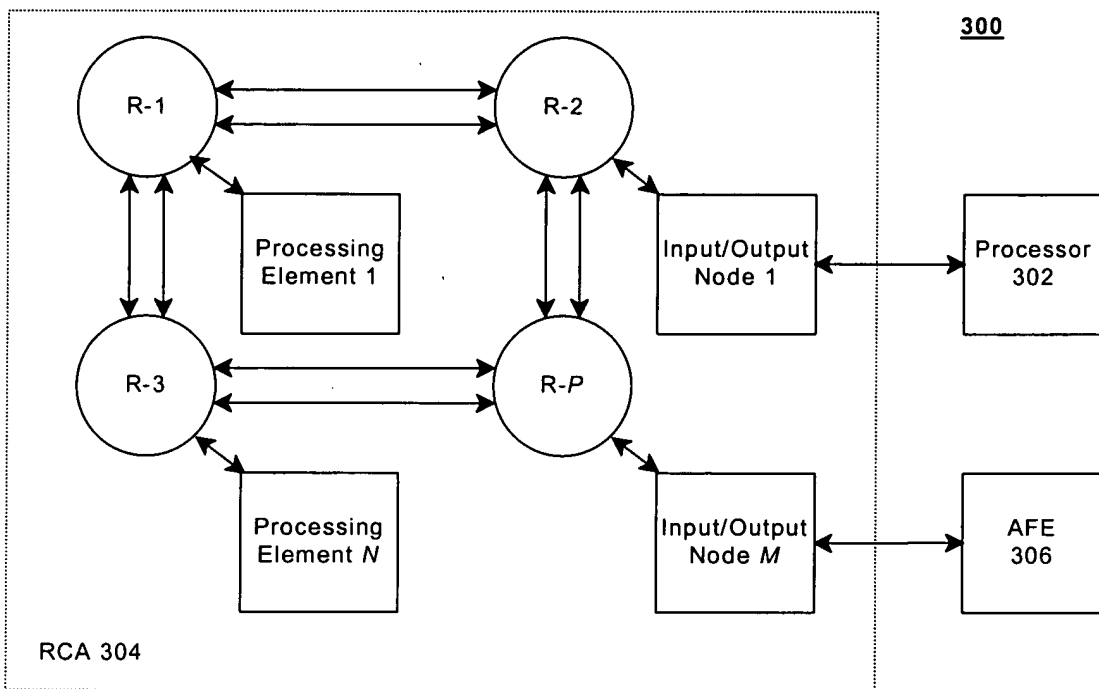 300
R-1
R-2
Processing
Element 1
Input/Output
Node 1
Processor
302
R-3
R-P
Processing
Element N
Input/Output
Node M
AFE
306
RCA 304